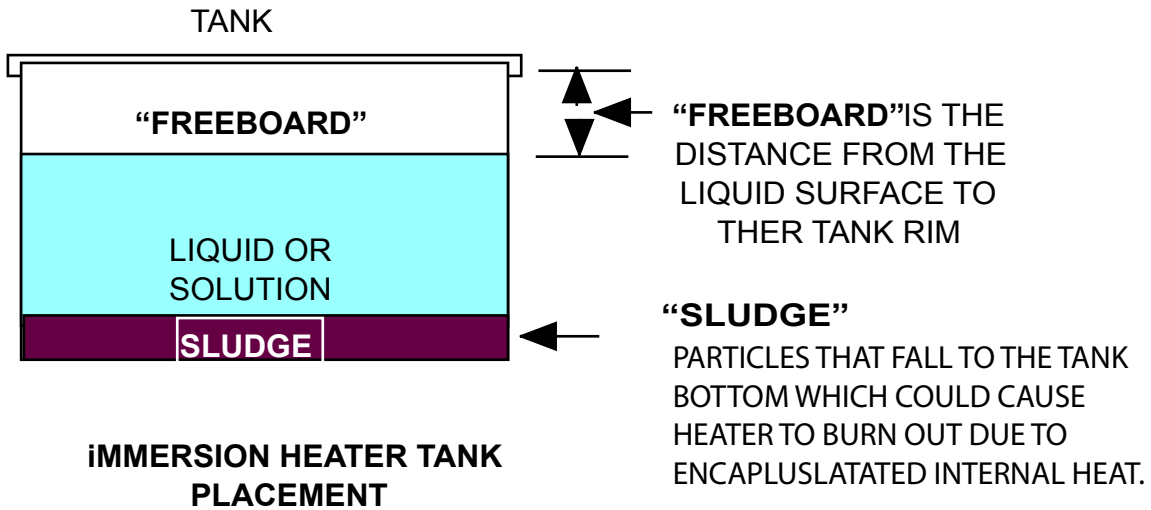 TANK
“FREEBOARD”
“FREEBOARD”IS THE
DISTANCE FROM THE
LIQUID SURFACE TO
THER TANK RIM
LIQUID OR
SOLUTION
SLUDGE
“SLUDGE”
PARTICLES THAT FALL TO THE TANK
BOTTOM WHICH COULD CAUSE
HEATER TO BURN OUT DUE TO
ENCAPLUSLATATED INTERNAL HEAT.
iMMERSION HEATER TANK
PLACEMENT